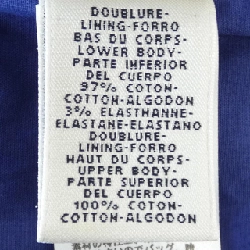 DOUBLURE-
LINING-FORRO
BAS DU CORPS-
LOWER BODY-
PARTE INFERIOR
DEL CUERPO
97% COTON-
COTTON-ALGODON
3% ELASTHANNE-
ELASTANE-ELASTANO
DOUBLURE-
LINING-FORRO
HAUT DU CORPS-
UPPER BODY-
PARTE SUPERIOR
DEL CUERPO
100% COTON-
COTTON-ALGODON